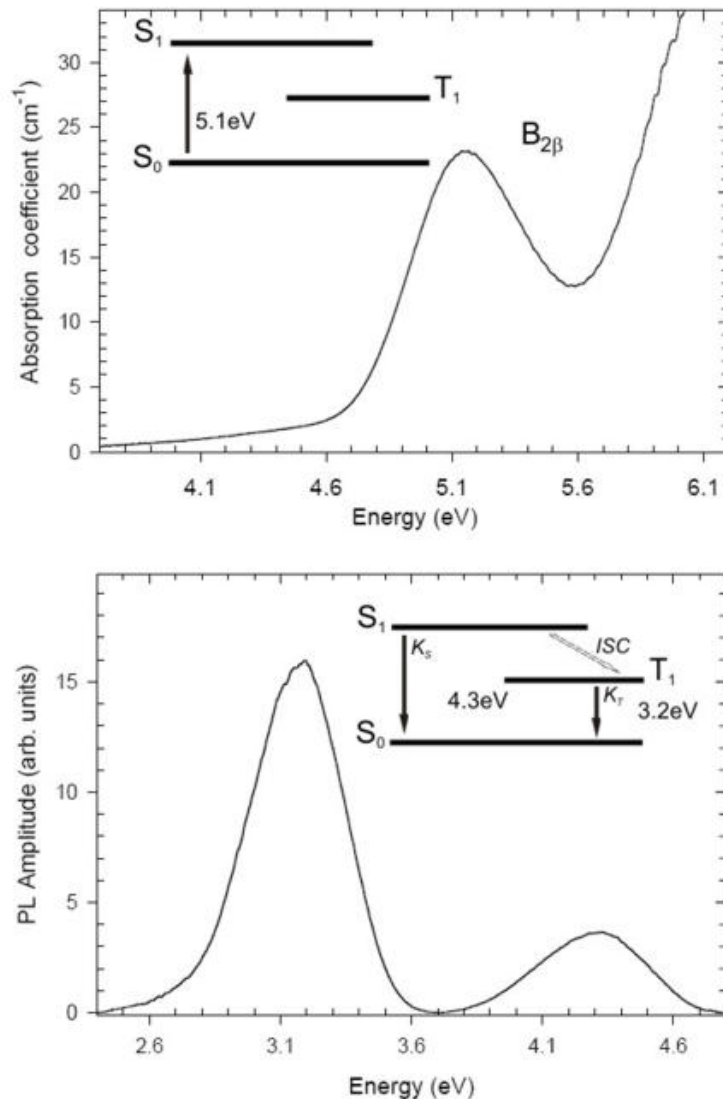 Absorption coefficient (cm⁻¹)
30
25
20
15
10
5
0
S₁
T₁
5.1eV
S₀
B₂β
4.1 4.6 5.1 5.6 6.1
Energy (eV)
PL Amplitude (arb. units)
15
10
5
0
S₁
K_S
ISC
T₁
4.3eV
K_T
3.2eV
S₀
2.6 3.1 3.6 4.1 4.6
Energy (eV)